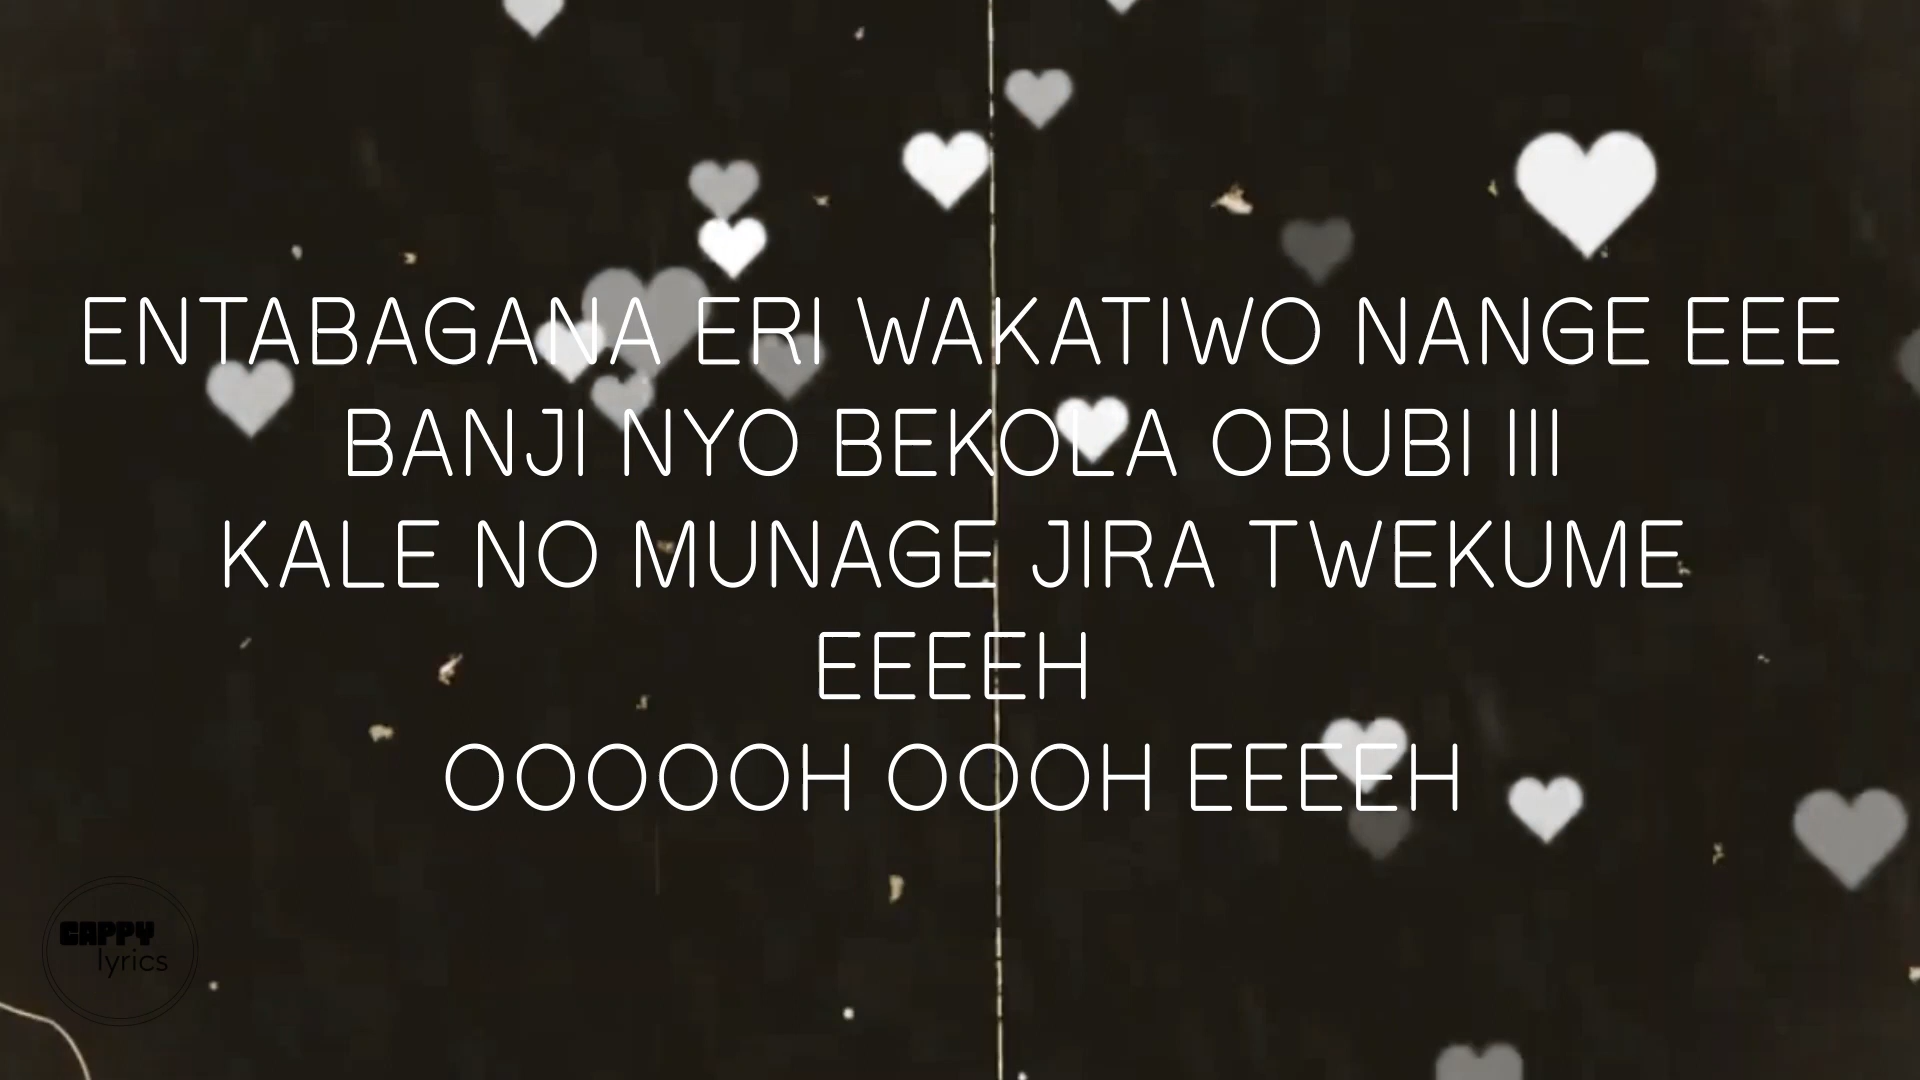 ENTABAGANA ERI WAKATIWO NANGE EEE
BANJI NYO BEKOLA OBUBI III
KALE NO MUNAGE JIRA TWEKUME
EEEEH
OOOOOH OOOH EEEEH
CAPPY
lyrics